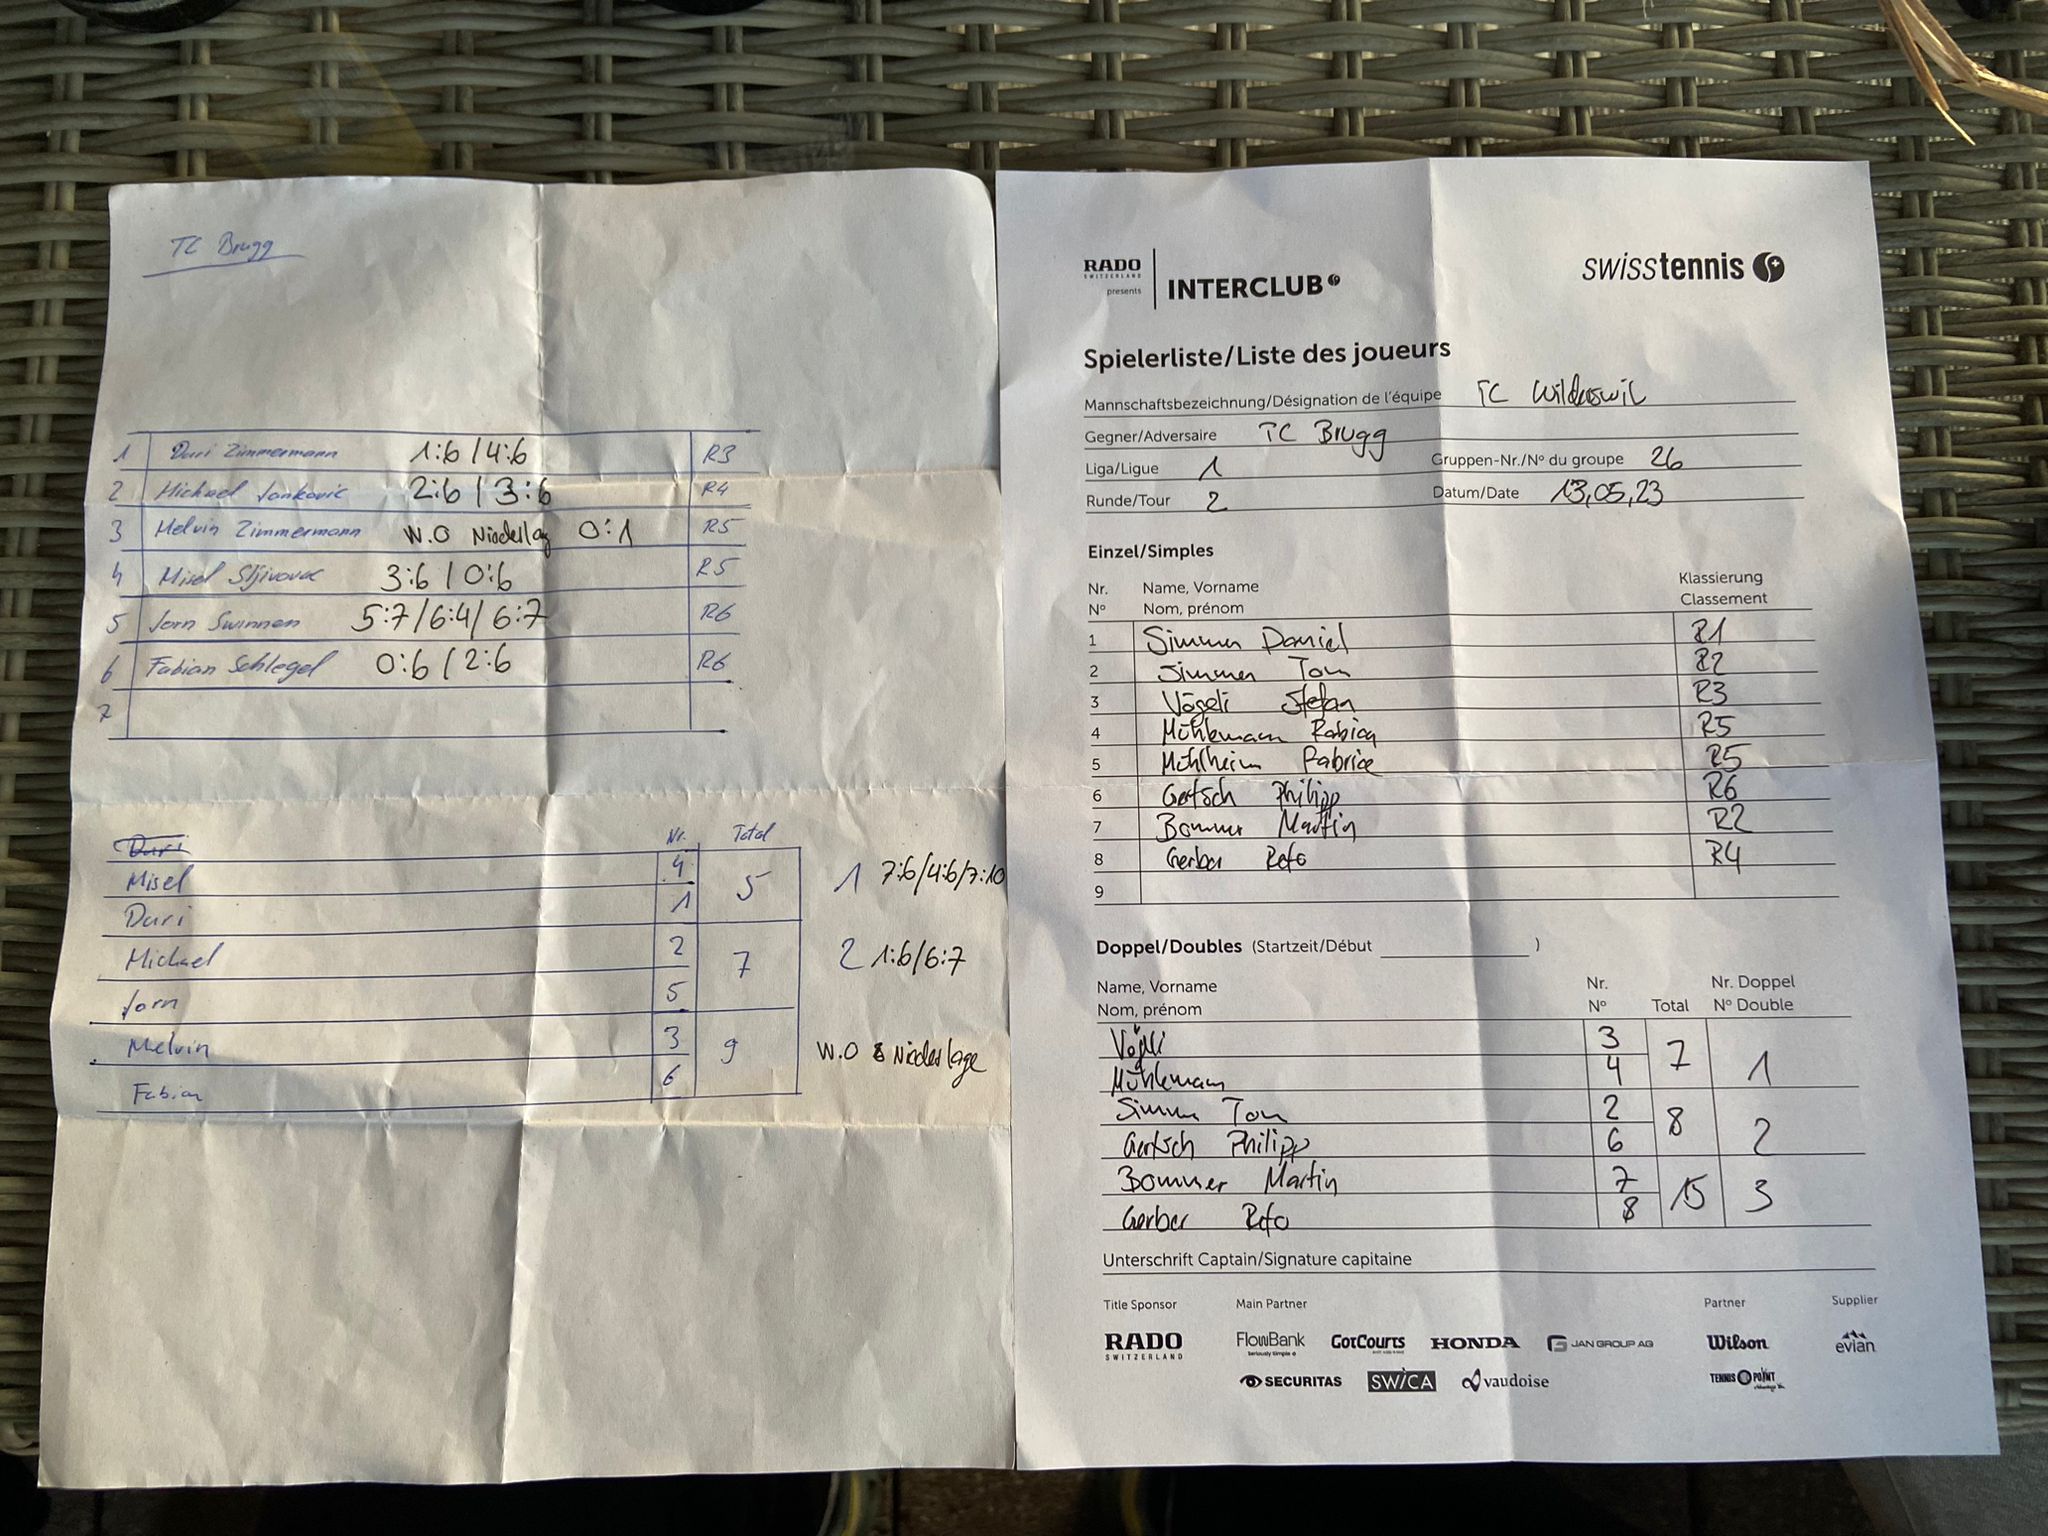 TC Brugg
1 Duri Zimmermann 1:6 / 4:6 R3
2 Michael Jankovic 2:6 / 3:6 R4
3 Melvin Zimmermann W.O Niederlag 0:1 R5
4 Misel 3:6 / 0:6 R5
5 Jorn Swinnen 5:7 / 6:4 / 6:7 R6
6 Fabian Schlegel 0:6 / 2:6 R6
7
Duri Nr. Total
Misel 4 5 1 7:6/4:6/7:10
Duri 1
Michael 2 7 2 1:6/6:7
Jorn 5
Melvin 3 9 W.O Niederlage
Fabian 6
RADO
SWITZERLAND
presents
INTERCLUB
swisstennis
Spielerliste/Liste des joueurs
Mannschaftsbezeichnung/Désignation de l'équipe TC Wilderswil
Gegner/Adversaire TC Brugg
Liga/Ligue 1 Gruppen-Nr./N° du groupe 26
Runde/Tour 2 Datum/Date 13,05,23
Einzel/Simples
Nr. Name, Vorname Klassierung
N° Nom, prénom Classement
1 Simmen Daniel R1
2 Simmen Tom R2
3 Vögeli Stefan R3
4 Mühlemann R5
5 Mühlheim Fabrice R5
6 Gertsch Philipp R6
7 Bommer Martin R2
8 Gerber Reto R4
9
Doppel/Doubles (Startzeit/Début )
Name, Vorname Nr. Nr. Doppel
Nom, prénom N° Total N° Double
Vögeli 3 7 1
Mühlemann 4
Simmen Tom 2 8 2
Gertsch Philipp 6
Bommer Martin 7 15 3
Gerber Reto 8
Unterschrift Captain/Signature capitaine
Title Sponsor Main Partner Partner Supplier
RADO
SWITZERLAND
FlowBank GOTCOURTS HONDA JAN GROUP AG Wilson evian
SECURITAS SWICA vaudoise TENNIS POINT